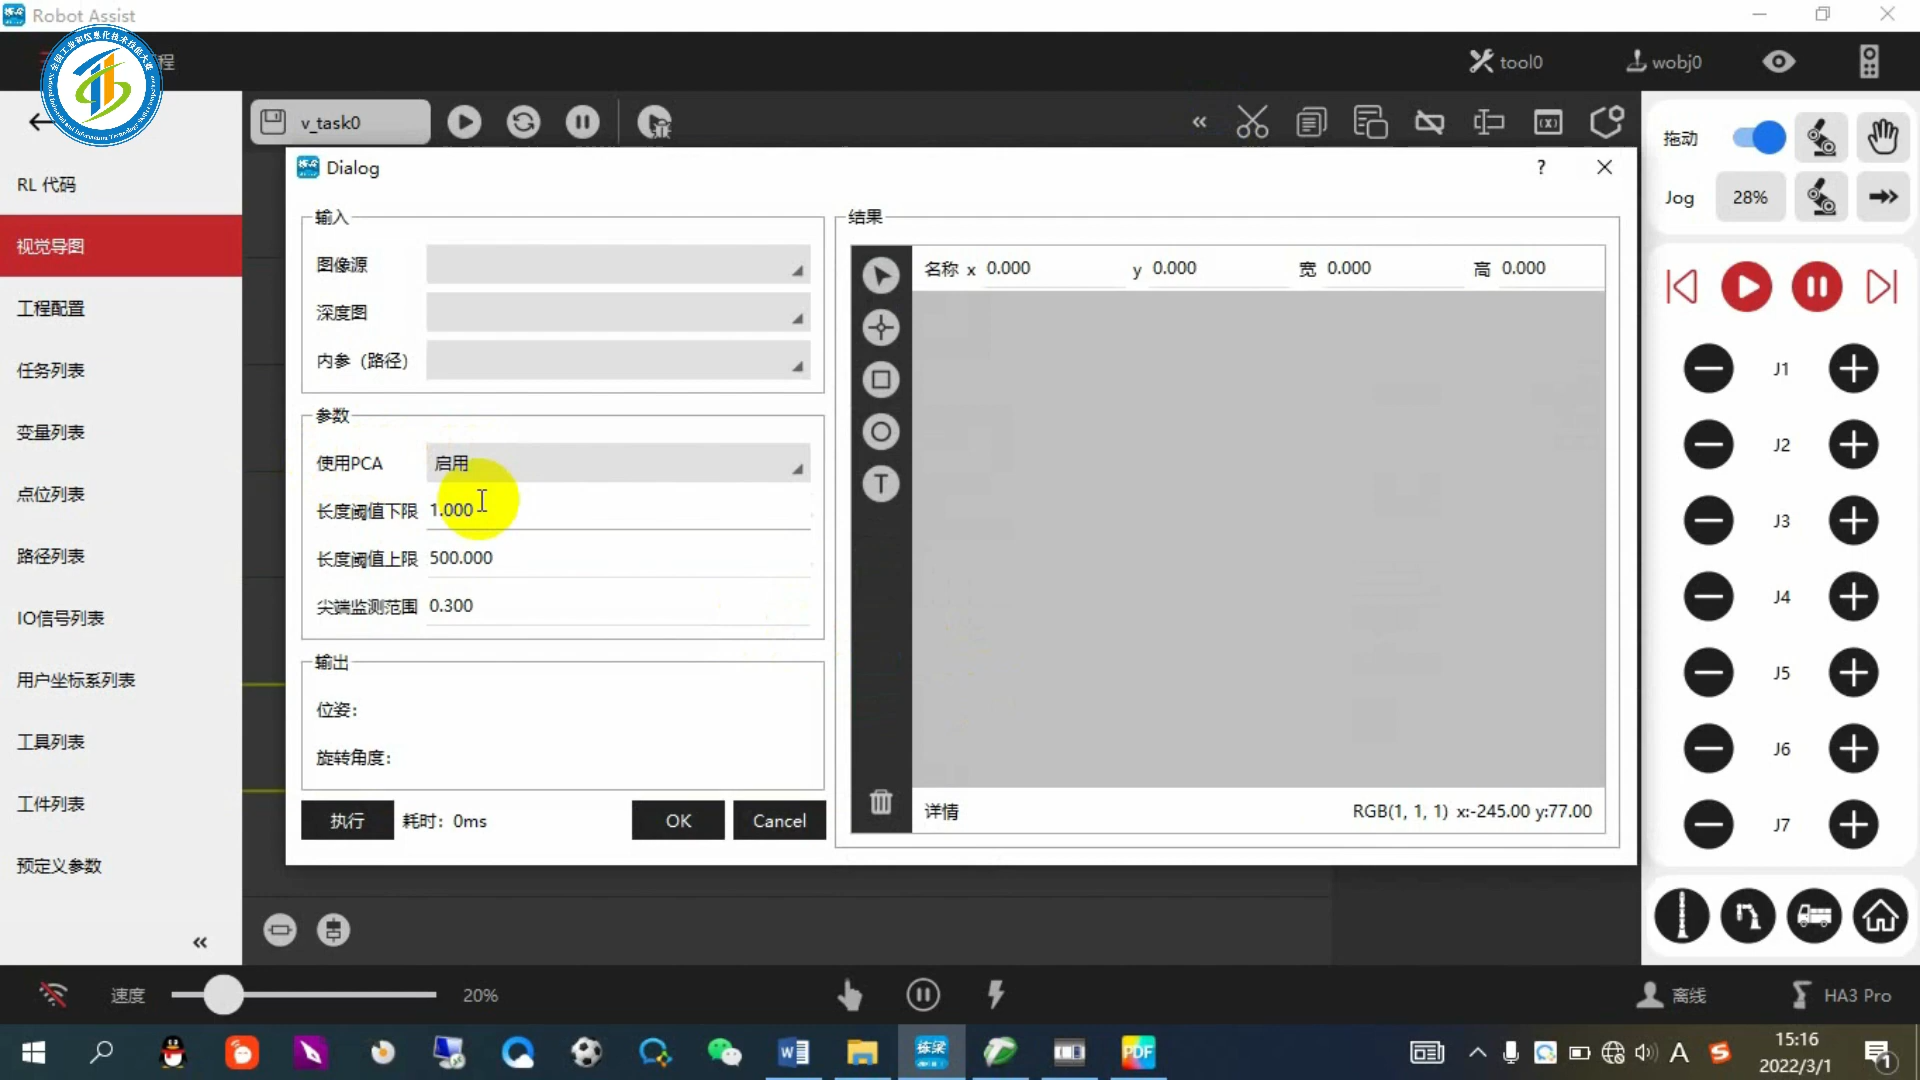 Robot Assist
程
tool0
wobj0
v_task0
拖动
Jog
28%
RL 代码
视觉导图
工程配置
任务列表
变量列表
点位列表
路径列表
IO信号列表
用户坐标系列表
工具列表
工件列表
预定义参数
Dialog
?
输入
图像源
深度图
内参（路径）
参数
使用PCA 启用
长度阈值下限 1.000
长度阈值上限 500.000
尖端监测范围 0.300
输出
位姿：
旋转角度：
执行 耗时：0ms OK Cancel
结果
名称 x 0.000 y 0.000 宽 0.000 高 0.000
T
详情 RGB(1, 1, 1) x:-245.00 y:77.00
J1
J2
J3
J4
J5
J6
J7
速度 20%
离线 HA3 Pro
栋梁
PDF
A
15:16
2022/3/1
1